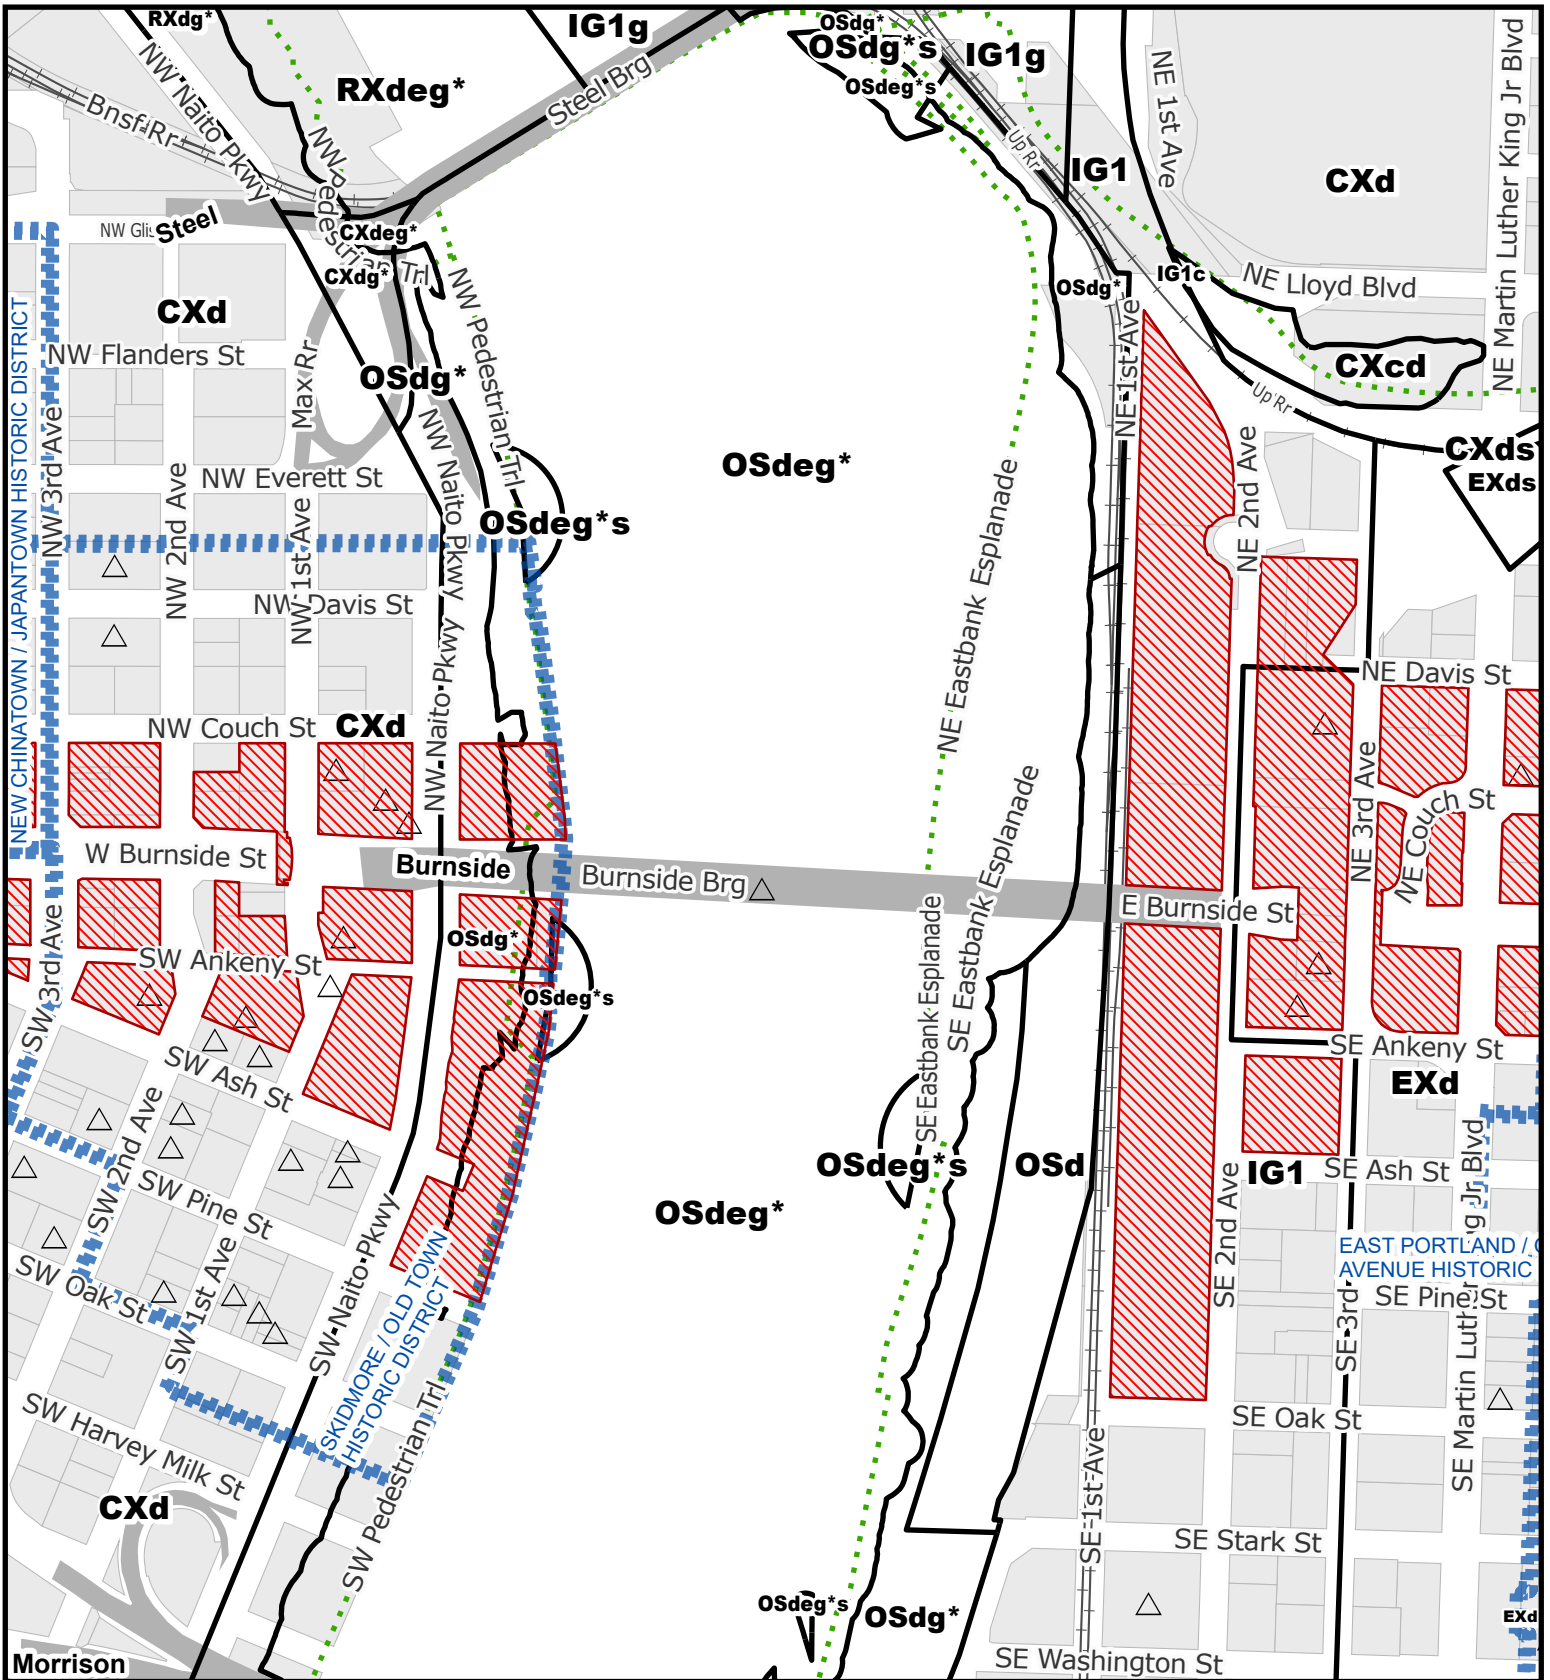 RXdg*
IG1g
OSdg*
OSdg*s
IG1g
OSdeg*s
RXdeg*
Steel Brg
NW Naito Pkwy
Bnsf Rr
NW Pedestrian Trl
Up Rr
NE 1st Ave
IG1
CXd
NE Martin Luther King Jr Blvd
Steel
CXdeg*
CXdg*
IG1c
OSdg*
NE Lloyd Blvd
CXd
NW Pedestrian Trl
NE 1st Ave
NEW CHINATOWN / JAPANTOWN HISTORIC DISTRICT
NW Flanders St
Max Rr
OSdg*
CXcd
Up Rr
NW 3rd Ave
NW Naito Pkwy
OSdeg*
CXds
EXds
NW Everett St
NW 2nd Ave
NW 1st Ave
OSdeg*s
NE 2nd Ave
NE Eastbank Esplanade
NW Davis St
NE Davis St
NW Couch St
CXd
NW Naito Pkwy
NE 3rd Ave
NE Couch St
W Burnside St
Burnside
Burnside Brg
SE Eastbank Esplanade
SE Eastbank Esplanade
E Burnside St
SW 3rd Ave
SW Ankeny St
OSdg*
OSdeg*s
SE Ankeny St
SW Ash St
EXd
SW 2nd Ave
OSdeg*s
OSd
IG1
SE Ash St
SW Pine St
OSdeg*
SE 2nd Ave
SW Naito Pkwy
EAST PORTLAND /
AVENUE HISTORIC
SW Oak St
SW 1st Ave
SKIDMORE / OLD TOWN
HISTORIC DISTRICT
SE Pine St
SE 3rd
SE Martin Luther King Jr Blvd
SW Harvey Milk St
SW Pedestrian Trl
SE Oak St
CXd
SE 1st Ave
SE Stark St
OSdeg*s
OSdg*
EXd
Morrison
SE Washington St